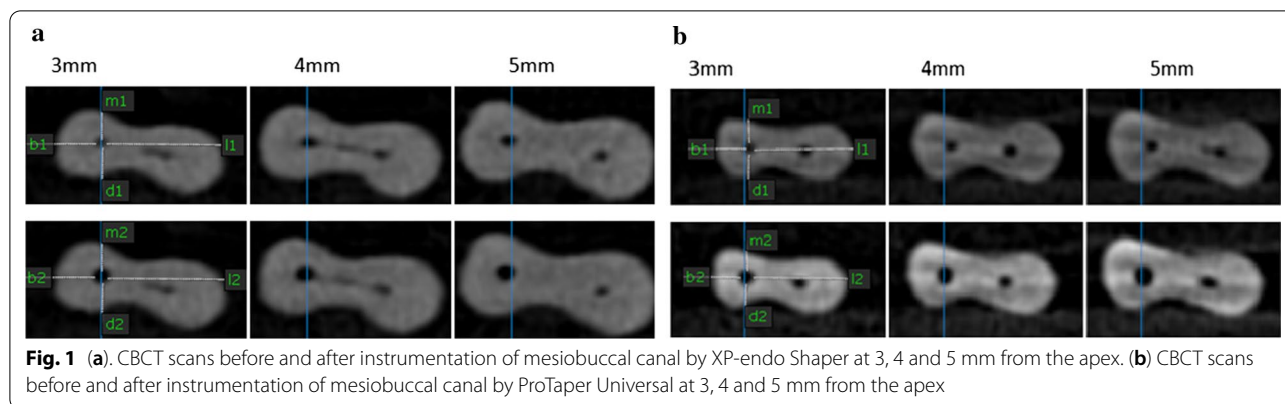 a
b
3mm 4mm 5mm
3mm 4mm 5mm
m1
b1 l1
d1
m1
b1 l1
d1
m2
b2 l2
d2
m2
b2 l2
d2
Fig. 1 (a). CBCT scans before and after instrumentation of mesiobuccal canal by XP-endo Shaper at 3, 4 and 5 mm from the apex. (b) CBCT scans
before and after instrumentation of mesiobuccal canal by ProTaper Universal at 3, 4 and 5 mm from the apex